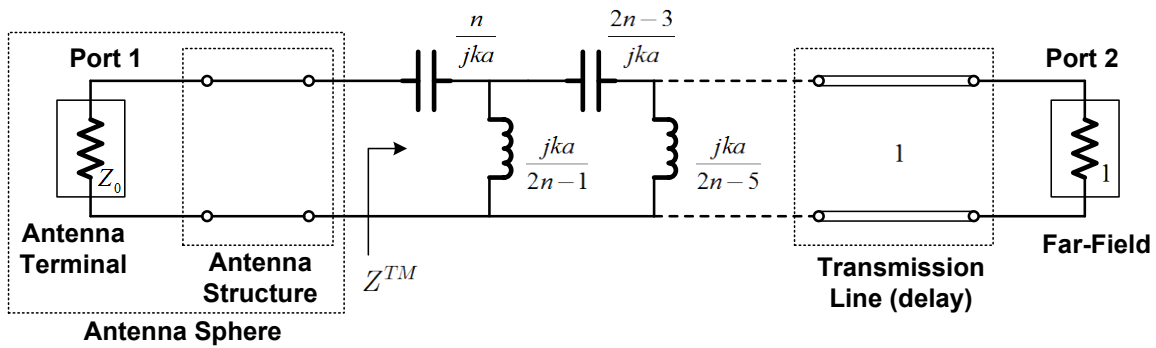 Port 1
n
jka
2n−3
jka
Port 2
Z0
jka
2n−1
jka
2n−5
1
1
Antenna
Terminal
Antenna
Structure
Z^TM
Transmission
Line (delay)
Far-Field
Antenna Sphere